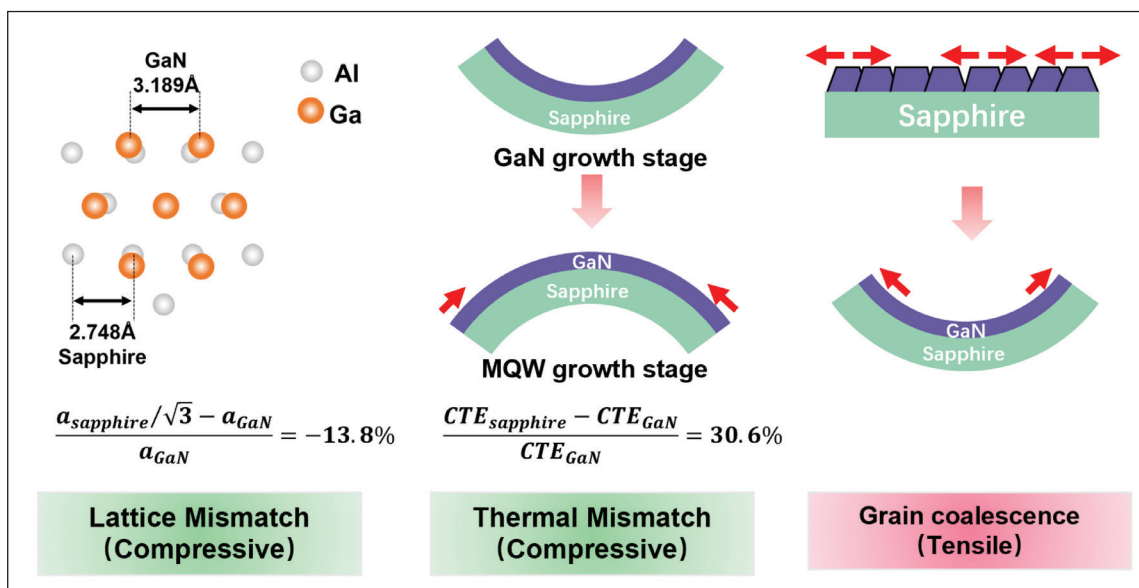 GaN
3.189Å
Al
Ga
2.748Å
Sapphire
a_sapphire/√3 − a_GaN
a_GaN
= −13.8%
Lattice Mismatch
(Compressive)
Sapphire
GaN growth stage
GaN
Sapphire
MQW growth stage
CTE_sapphire − CTE_GaN
CTE_GaN
= 30.6%
Thermal Mismatch
(Compressive)
Sapphire
GaN
Sapphire
Grain coalescence
(Tensile)